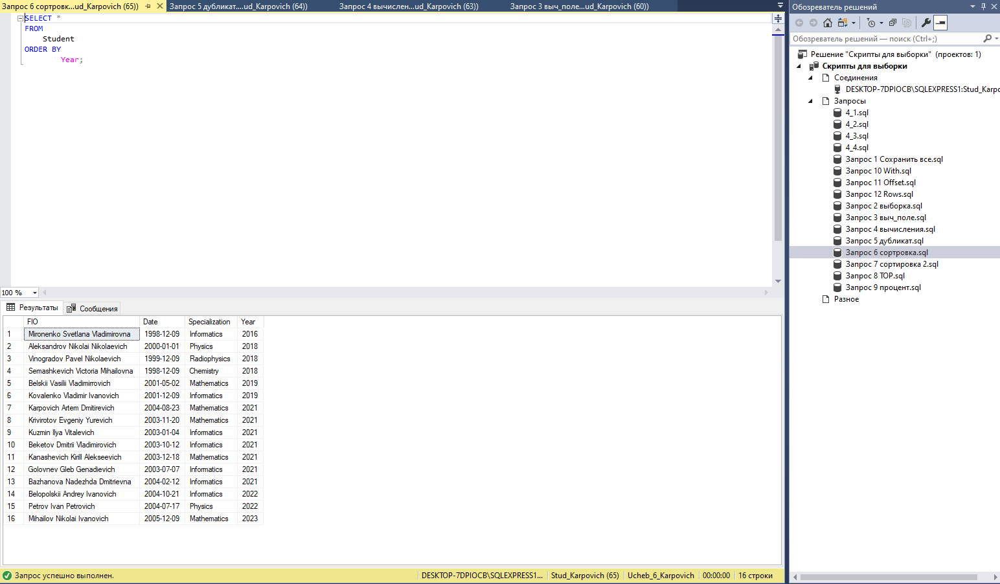 Запрос 6 сортровк...ud_Karpovich (65))
Запрос 5 дубликат....ud_Karpovich (64))
Запрос 4 вычислен...ud_Karpovich (63))
Запрос 3 выч_поле...ud_Karpovich (60))
SELECT *
FROM
Student
ORDER BY
Year;
100 %
Результаты
Сообщения
FIO Date Specialization Year
1 Mironenko Svetlana Vladimirovna 1998-12-09 Informatics 2016
2 Aleksandrov Nikolai Nikolaevich 2000-01-01 Physics 2018
3 Vinogradov Pavel Nikolaevich 1999-12-09 Radiophysics 2018
4 Semashkevich Victoria Mihailovna 1998-12-09 Chemistry 2018
5 Belskii Vasilii Vladimirrovich 2001-05-02 Mathematics 2019
6 Kovalenko Vladimir Ivanovich 2001-12-09 Informatics 2019
7 Karpovich Artem Dmitirevich 2004-08-23 Mathematics 2021
8 Krivirotov Evgeniy Yurevich 2003-11-20 Mathematics 2021
9 Kuzmin Ilya Vitalevich 2003-01-04 Informatics 2021
10 Beketov Dmitrii Vladimirovich 2003-10-12 Informatics 2021
11 Kanashevich Kirill Alekseevich 2003-12-18 Mathematics 2021
12 Golovnev Gleb Genadievich 2003-07-07 Informatics 2021
13 Bazhanova Nadezhda Dmitrievna 2004-02-12 Informatics 2021
14 Belopolskii Andrey Ivanovich 2004-10-21 Informatics 2022
15 Petrov Ivan Petrovich 2004-07-17 Physics 2022
16 Mihailov Nikolai Ivanovich 2005-12-09 Mathematics 2023
Запрос успешно выполнен.
DESKTOP-7DPIOCB\SQLEXPRESS1... Stud_Karpovich (65) Ucheb_6_Karpovich 00:00:00 16 строки
Обозреватель решений
Обозреватель решений — поиск (Ctrl+;)
Решение "Скрипты для выборки" (проектов: 1)
Скрипты для выборки
Соединения
DESKTOP-7DPIOCB\SQLEXPRESS1:Stud_Karpo
Запросы
4_1.sql
4_2.sql
4_3.sql
4_4.sql
Запрос 1 Сохранить все.sql
Запрос 10 With.sql
Запрос 11 Offset.sql
Запрос 12 Rows.sql
Запрос 2 выборка.sql
Запрос 3 выч_поле.sql
Запрос 4 вычисления.sql
Запрос 5 дубликат.sql
Запрос 6 сортровка.sql
Запрос 7 сортировка 2.sql
Запрос 8 TOP.sql
Запрос 9 процент.sql
Разное